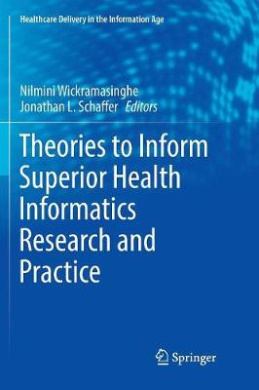 Healthcare Delivery in the Information Age
Nilmini Wickramasinghe
Jonathan L. Schaffer Editors
Theories to Inform
Superior Health
Informatics
Research and
Practice
Springer